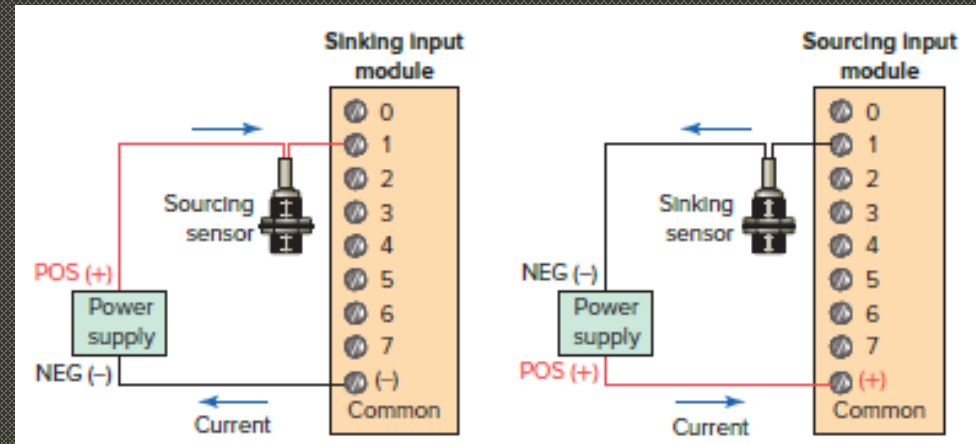 Sinking input
module
0
1
2
3
4
5
6
7
(–)
Common
Sourcing
sensor
POS (+)
Power
supply
NEG (–)
Current
Sourcing input
module
0
1
2
3
4
5
6
7
(+)
Common
Sinking
sensor
NEG (–)
Power
supply
POS (+)
Current